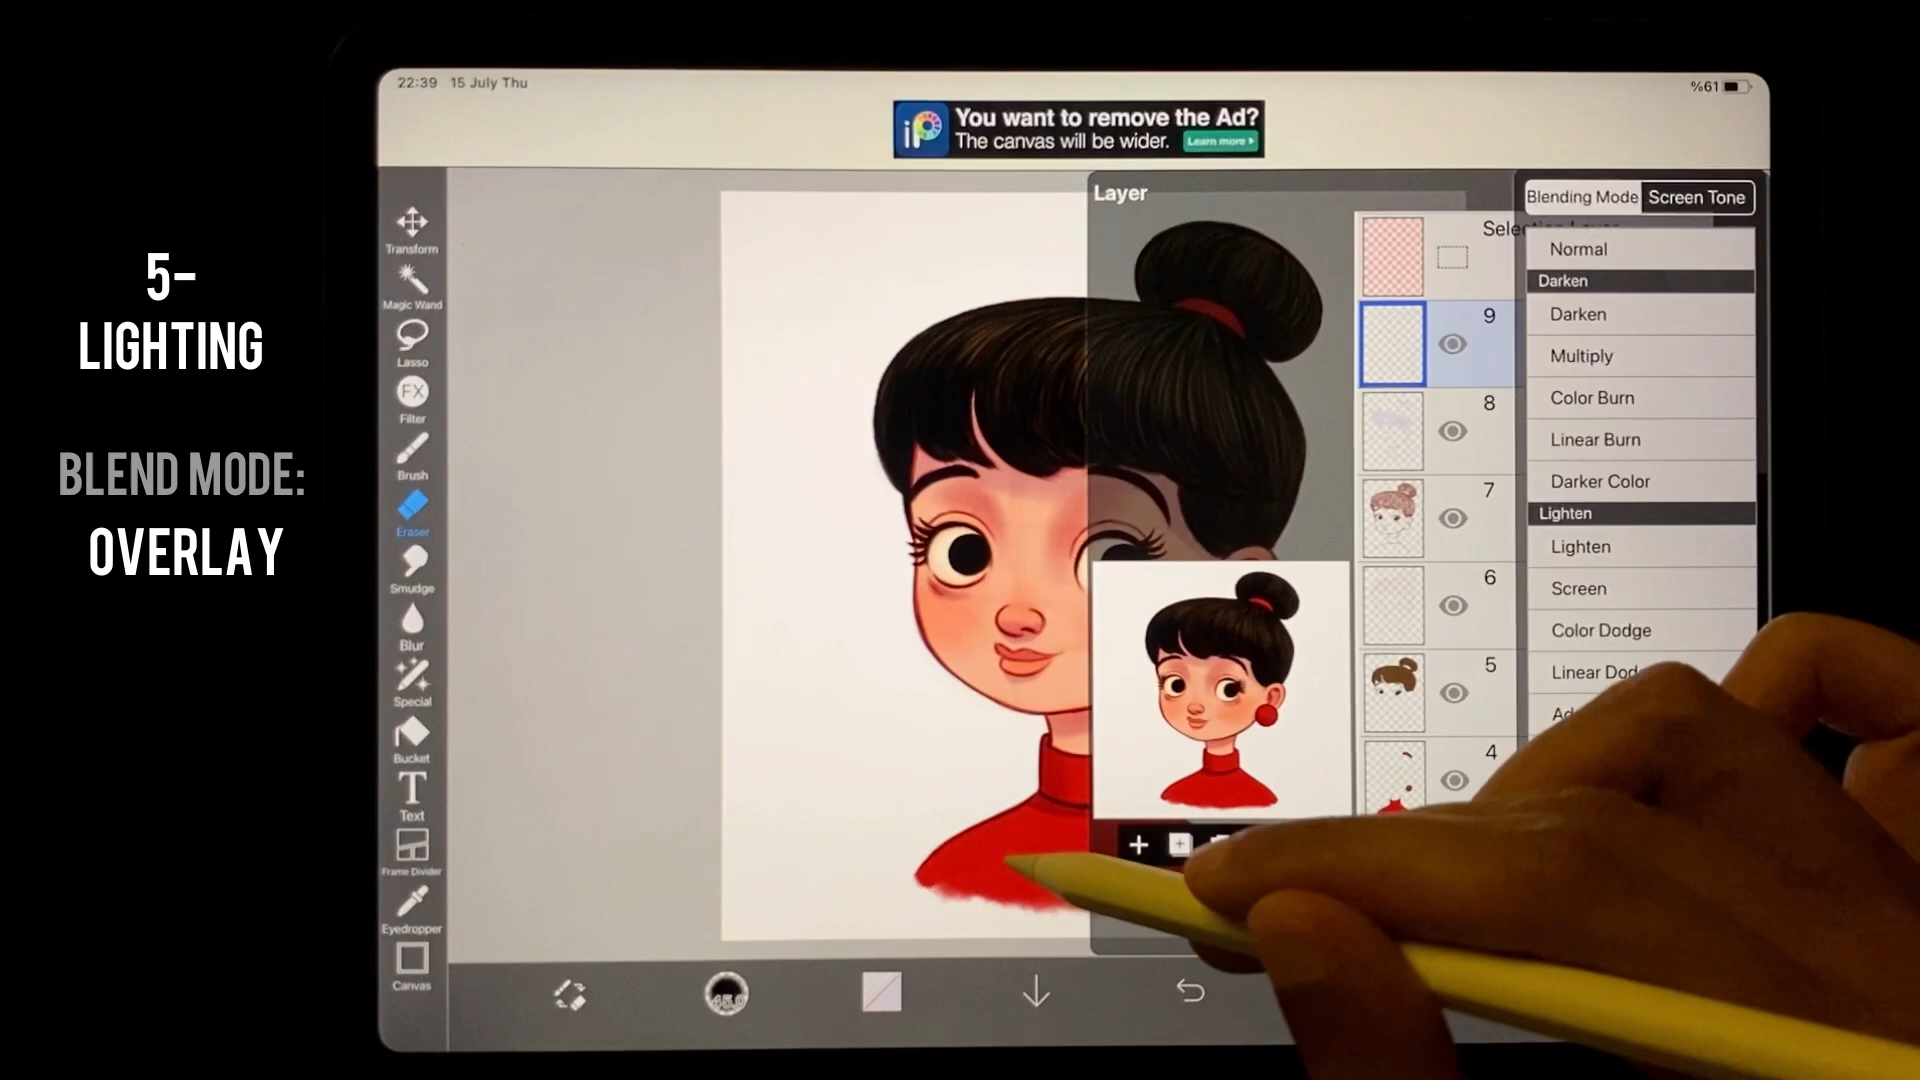 5-
LIGHTING
BLEND MODE:
OVERLAY
22:39 15 July Thu
%61
iP
You want to remove the Ad?
The canvas will be wider.
Learn more
Transform
Magic Wand
Lasso
FX
Filter
Brush
Eraser
Smudge
Blur
Special
Bucket
T
Text
Frame Divider
Eyedropper
Canvas
Layer
9
8
7
6
5
4
Blending Mode
Screen Tone
Normal
Darken
Darken
Multiply
Color Burn
Linear Burn
Darker Color
Lighten
Lighten
Screen
Color Dodge
Linear